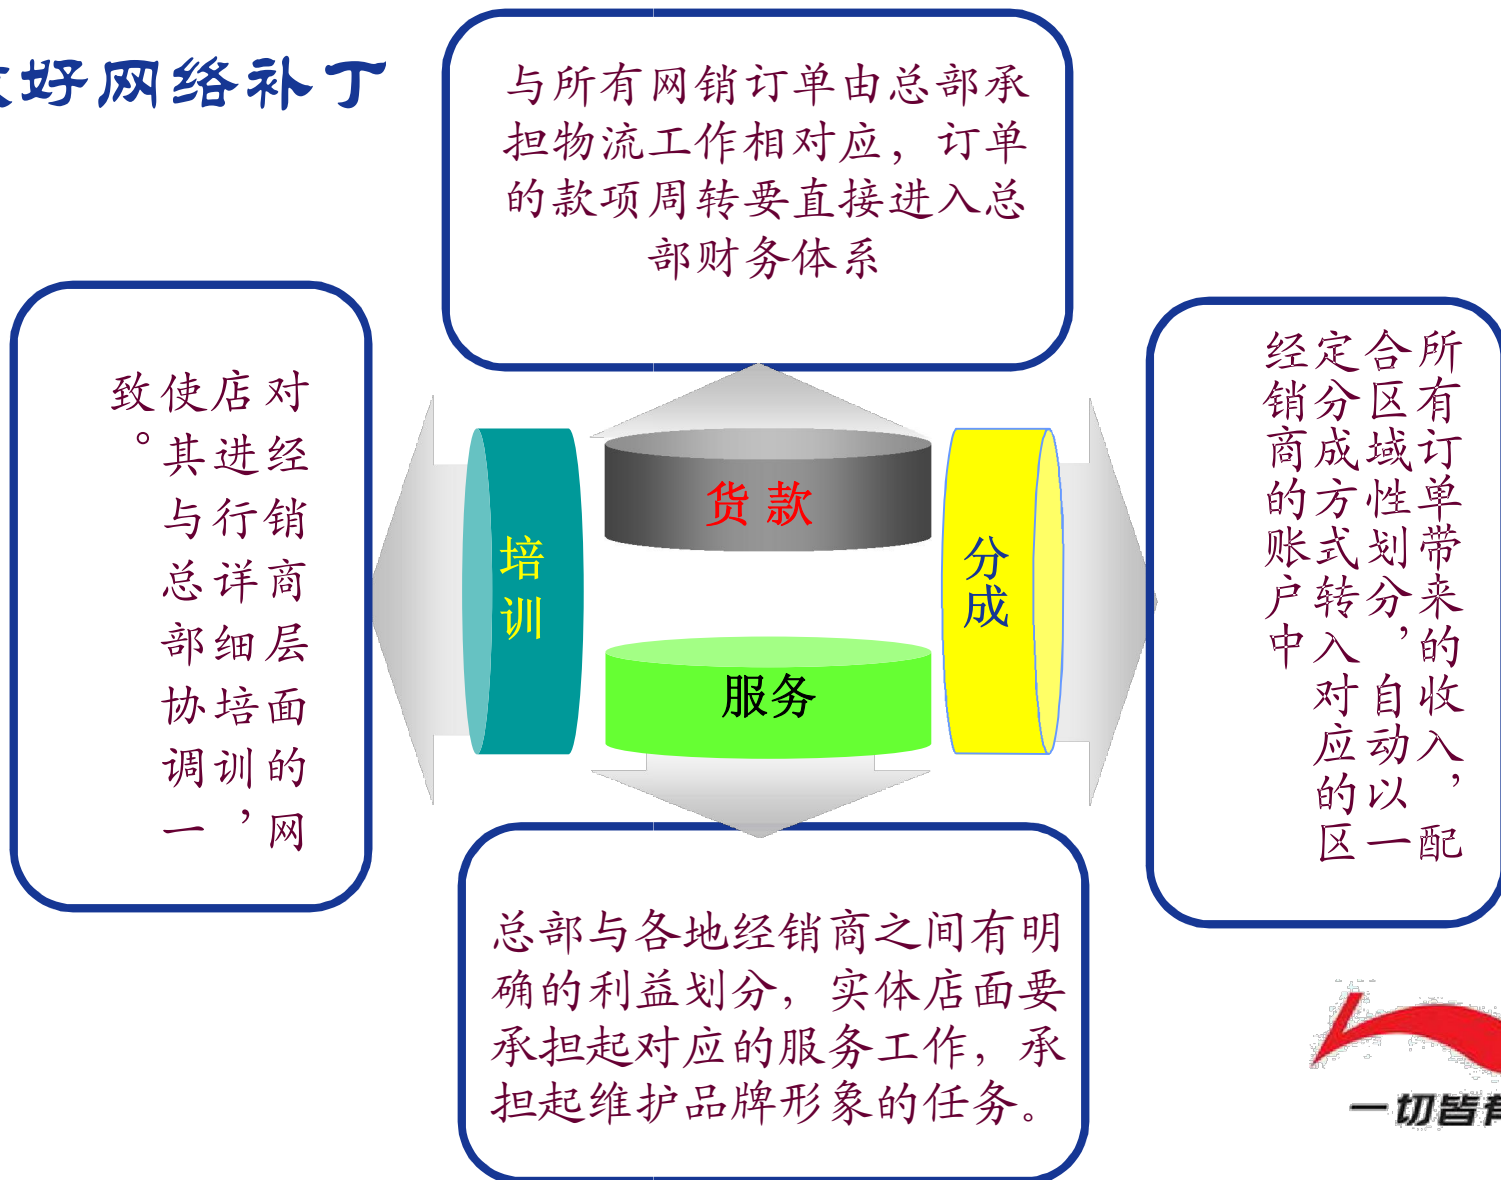 好网络补丁
与所有网销订单由总部承
担物流工作相对应，订单
的款项周转要直接进入总
部财务体系
对经销商层面的网
店进行详细培训，
使其与总部协调一
致。
培训
货款
分成
服务
所有订单带来的收入，配
合区域性划分，自动以一
定分成方式转入对应的区
经销商的账户中
总部与各地经销商之间有明
确的利益划分，实体店面要
承担起对应的服务工作，承
担起维护品牌形象的任务。
一切皆